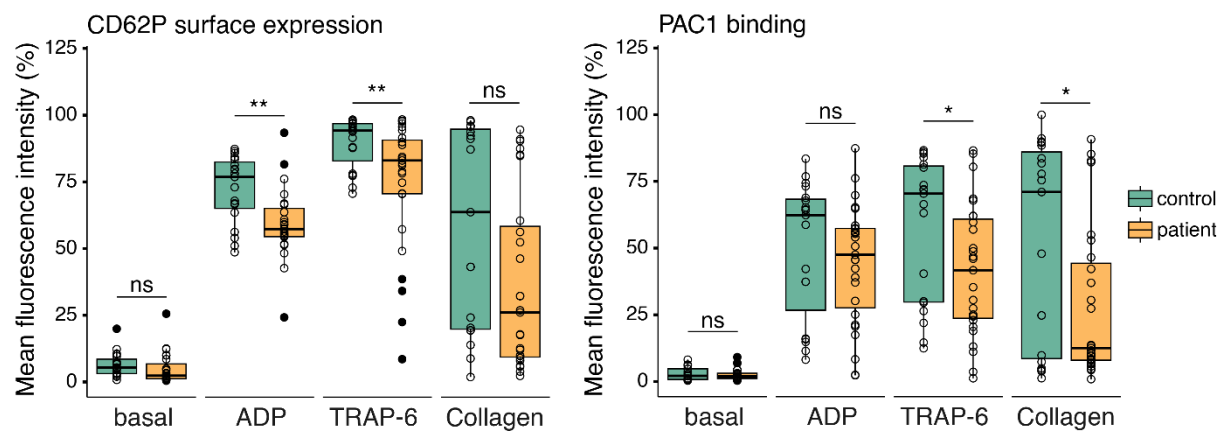 CD62P surface expression
Mean fluorescence intensity (%)
125
100
75
50
25
0
ns
**
**
ns
basal
ADP
TRAP-6
Collagen
PAC1 binding
Mean fluorescence intensity (%)
125
100
75
50
25
0
ns
ns
*
*
basal
ADP
TRAP-6
Collagen
control
patient